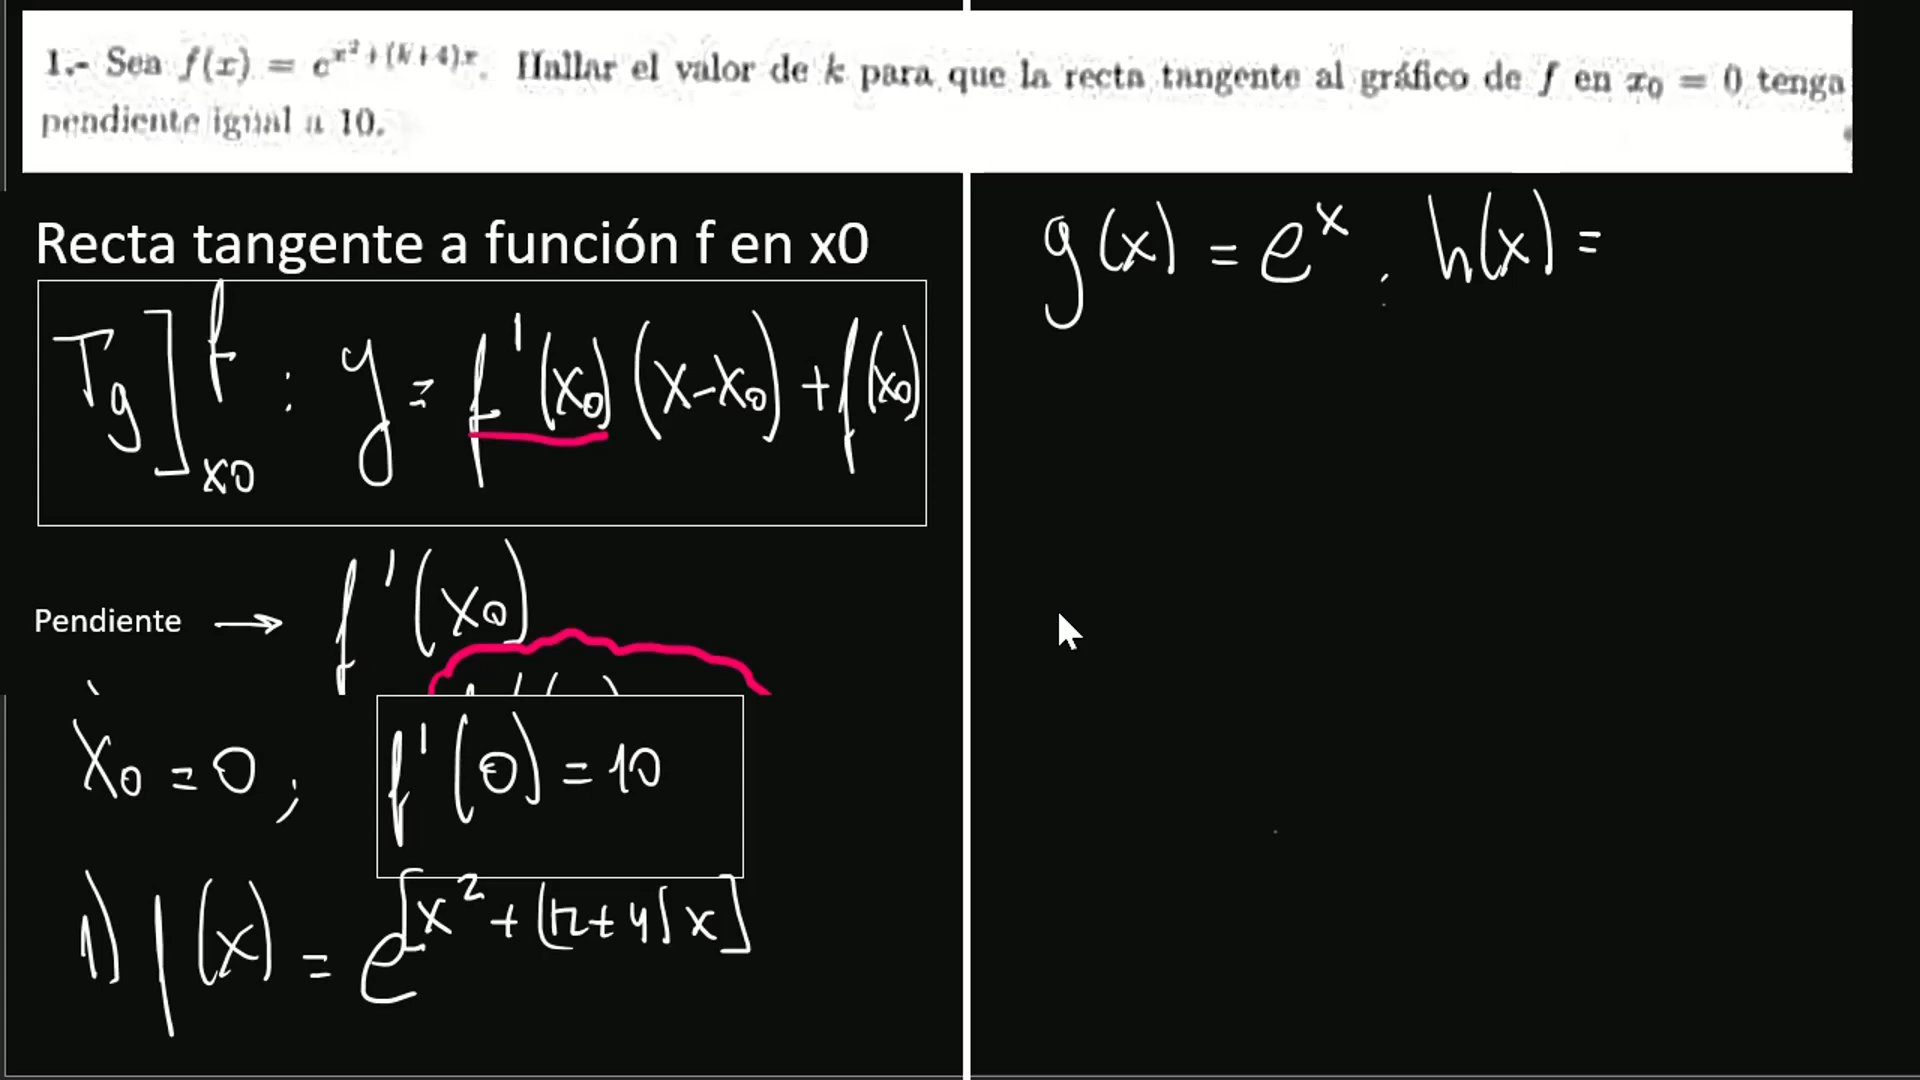 1.- Sea f(x) = e^{x²+(k+4)x}. Hallar el valor de k para que la recta tangente al gráfico de f en x₀ = 0 tenga
pendiente igual a 10.
Recta tangente a función f en x0
Tg]^f_{x0} : y = f'(x₀)(x-x₀)+f(x₀)
Pendiente → f'(x₀)
x₀ = 0 ; f'(0) = 10
1) f(x) = e^{[x²+(k+4)x]}
g(x) = e^x . h(x) =